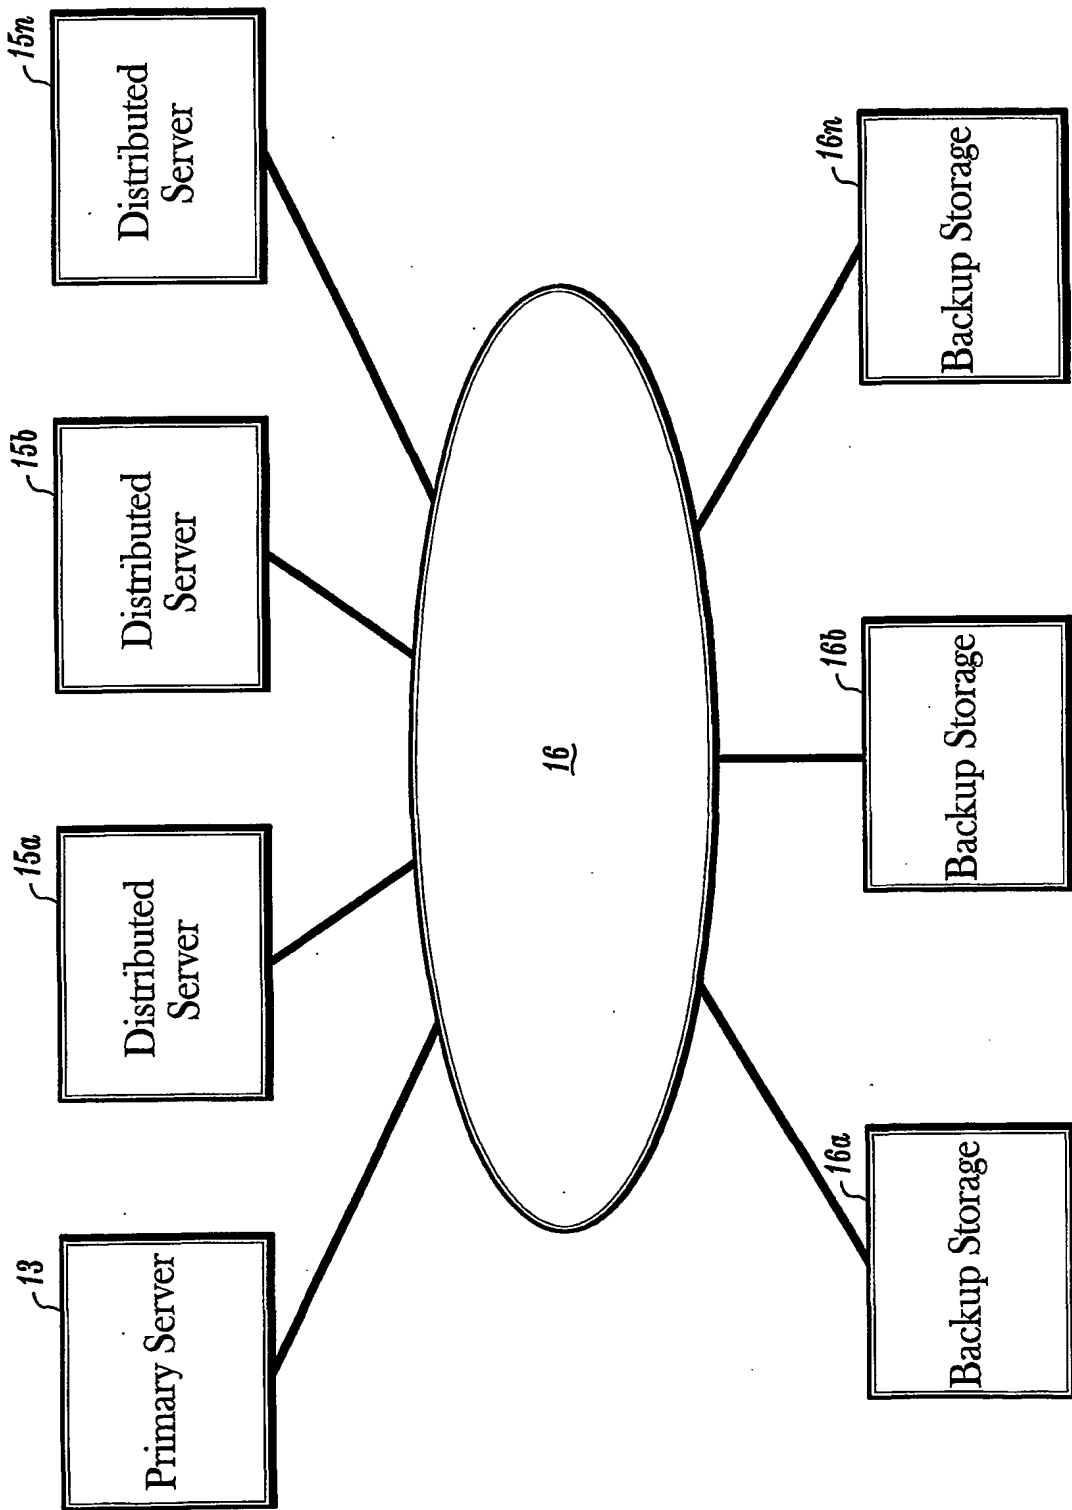 13
Primary Server
15a
Distributed
Server
15b
Distributed
Server
15n
Distributed
Server
16
16a
Backup Storage
16b
Backup Storage
16n
Backup Storage